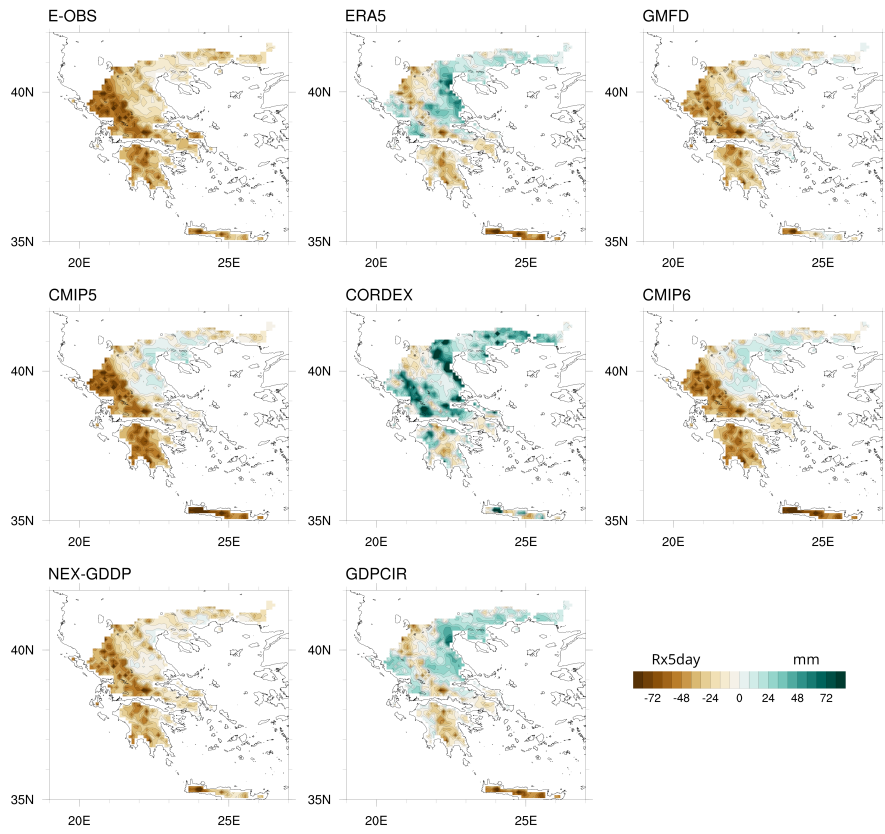 E-OBS ERA5 GMFD
40N 40N 40N
35N 35N 35N
20E 25E 20E 25E 20E 25E
CMIP5 CORDEX CMIP6
40N 40N 40N
35N 35N 35N
20E 25E 20E 25E 20E 25E
NEX-GDDP GDPCIR
40N 40N
Rx5day mm
-72 -48 -24 0 24 48 72
35N 35N
20E 25E 20E 25E